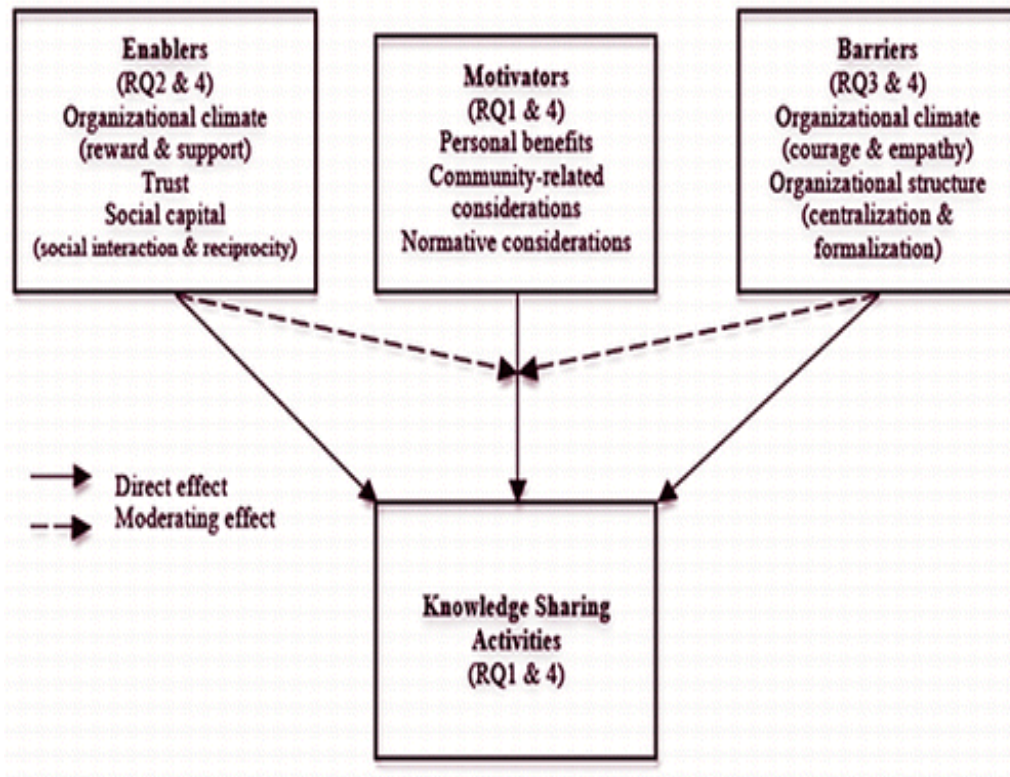 Enablers
(RQ2 & 4)
Organizational climate
(reward & support)
Trust
Social capital
(social interaction & reciprocity)
Motivators
(RQ1 & 4)
Personal benefits
Community-related
considerations
Normative considerations
Barriers
(RQ3 & 4)
Organizational climate
(courage & empathy)
Organizational structure
(centralization &
formalization)
Direct effect
Moderating effect
Knowledge Sharing
Activities
(RQ1 & 4)